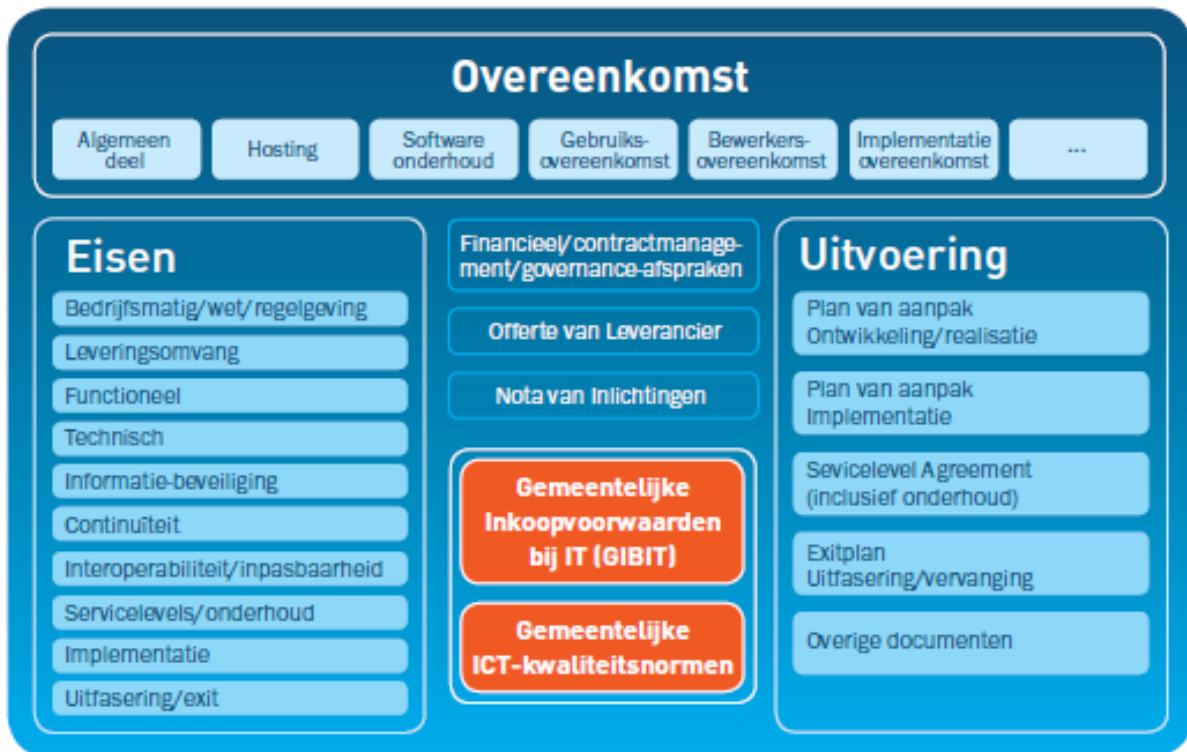 Overeenkomst
Algemeen
deel
Hosting
Software
onderhoud
Gebruiks-
overeenkomst
Bewerkers-
overeenkomst
Implementatie
overeenkomst
...
Eisen
Bedrijfsmatig/wet/regelgeving
Leveringsomvang
Functioneel
Technisch
Informatie-beveiliging
Continuïteit
Interoperabiliteit/inpasbaarheid
Servicelevels/onderhoud
Implementatie
Uitfasering/exit
Financieel/contractmanage-
ment/governance-afspraken
Offerte van Leverancier
Nota van Inlichtingen
Gemeentelijke
Inkoopvoorwaarden
bij IT (GIBIT)
Gemeentelijke
ICT-kwaliteitsnormen
Uitvoering
Plan van aanpak
Ontwikkeling/realisatie
Plan van aanpak
Implementatie
Sevicelevel Agreement
(inclusief onderhoud)
Exitplan
Uitfasering/vervanging
Overige documenten